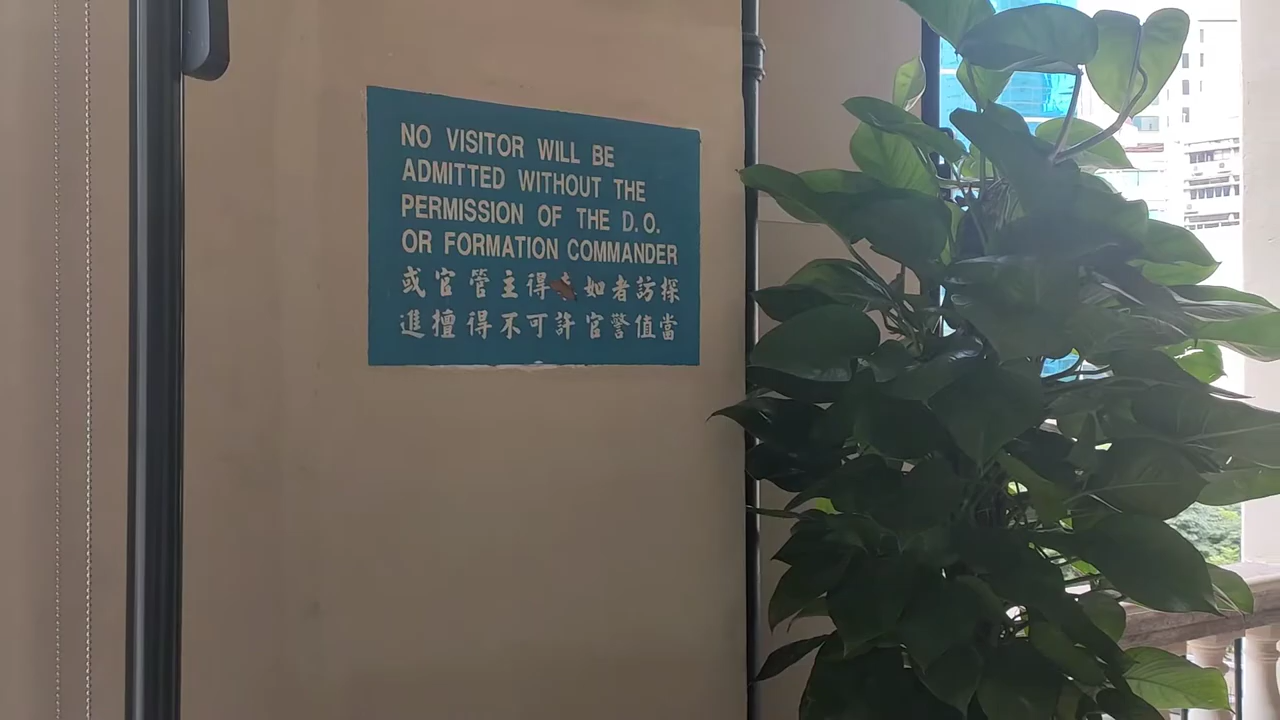 NO VISITOR WILL BE
ADMITTED WITHOUT THE
PERMISSION OF THE D.O.
OR FORMATION COMMANDER
探訪者如得主管官或
當值警官許可不得擅進